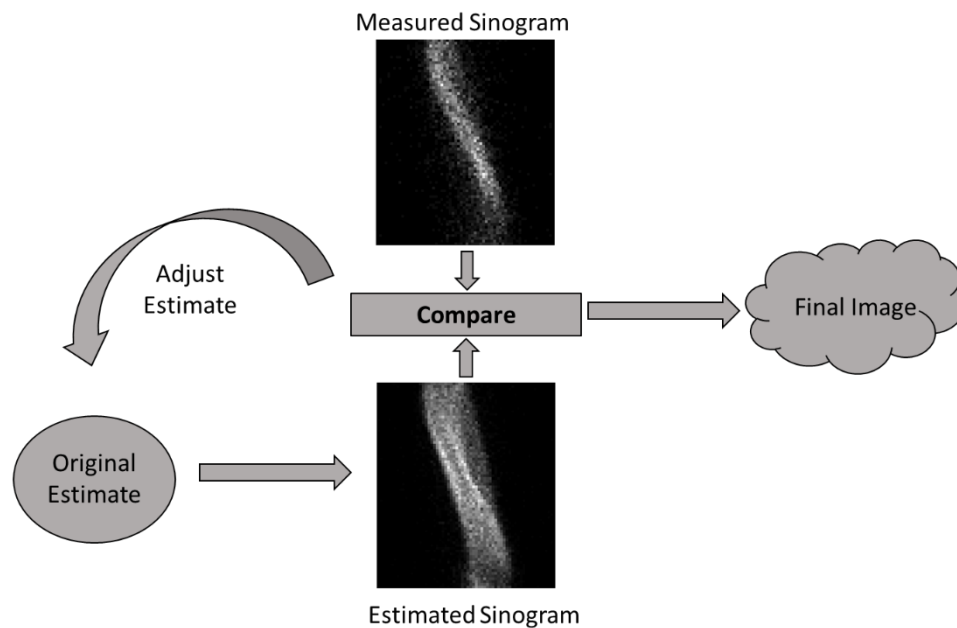 Measured Sinogram
Adjust
Estimate
Compare
Final Image
Original
Estimate
Estimated Sinogram